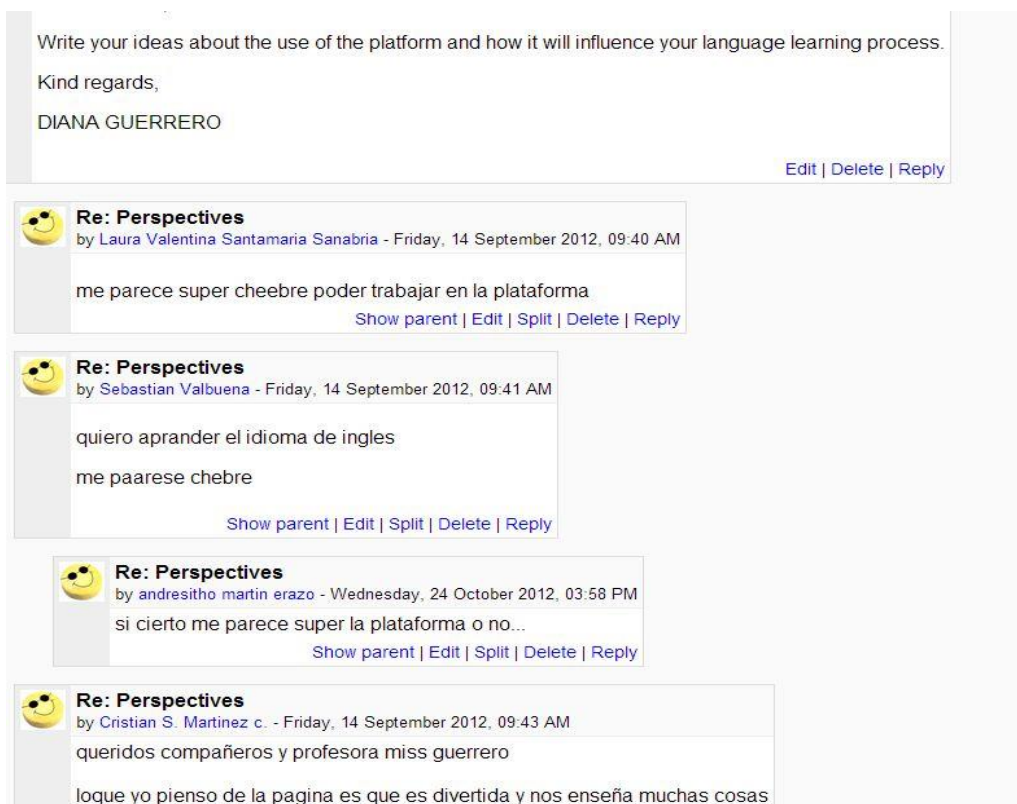 Write your ideas about the use of the platform and how it will influence your language learning process.
Kind regards,
DIANA GUERRERO
Edit | Delete | Reply
Re: Perspectives
by Laura Valentina Santamaria Sanabria - Friday, 14 September 2012, 09:40 AM
me parece super cheebre poder trabajar en la plataforma
Show parent | Edit | Split | Delete | Reply
Re: Perspectives
by Sebastian Valbuena - Friday, 14 September 2012, 09:41 AM
quiero aprander el idioma de ingles
me paarese chebre
Show parent | Edit | Split | Delete | Reply
Re: Perspectives
by andresitho martin erazo - Wednesday, 24 October 2012, 03:58 PM
si cierto me parece super la plataforma o no...
Show parent | Edit | Split | Delete | Reply
Re: Perspectives
by Cristian S. Martinez c. - Friday, 14 September 2012, 09:43 AM
queridos compañeros y profesora miss guerrero
loque yo pienso de la pagina es que es divertida y nos enseña muchas cosas